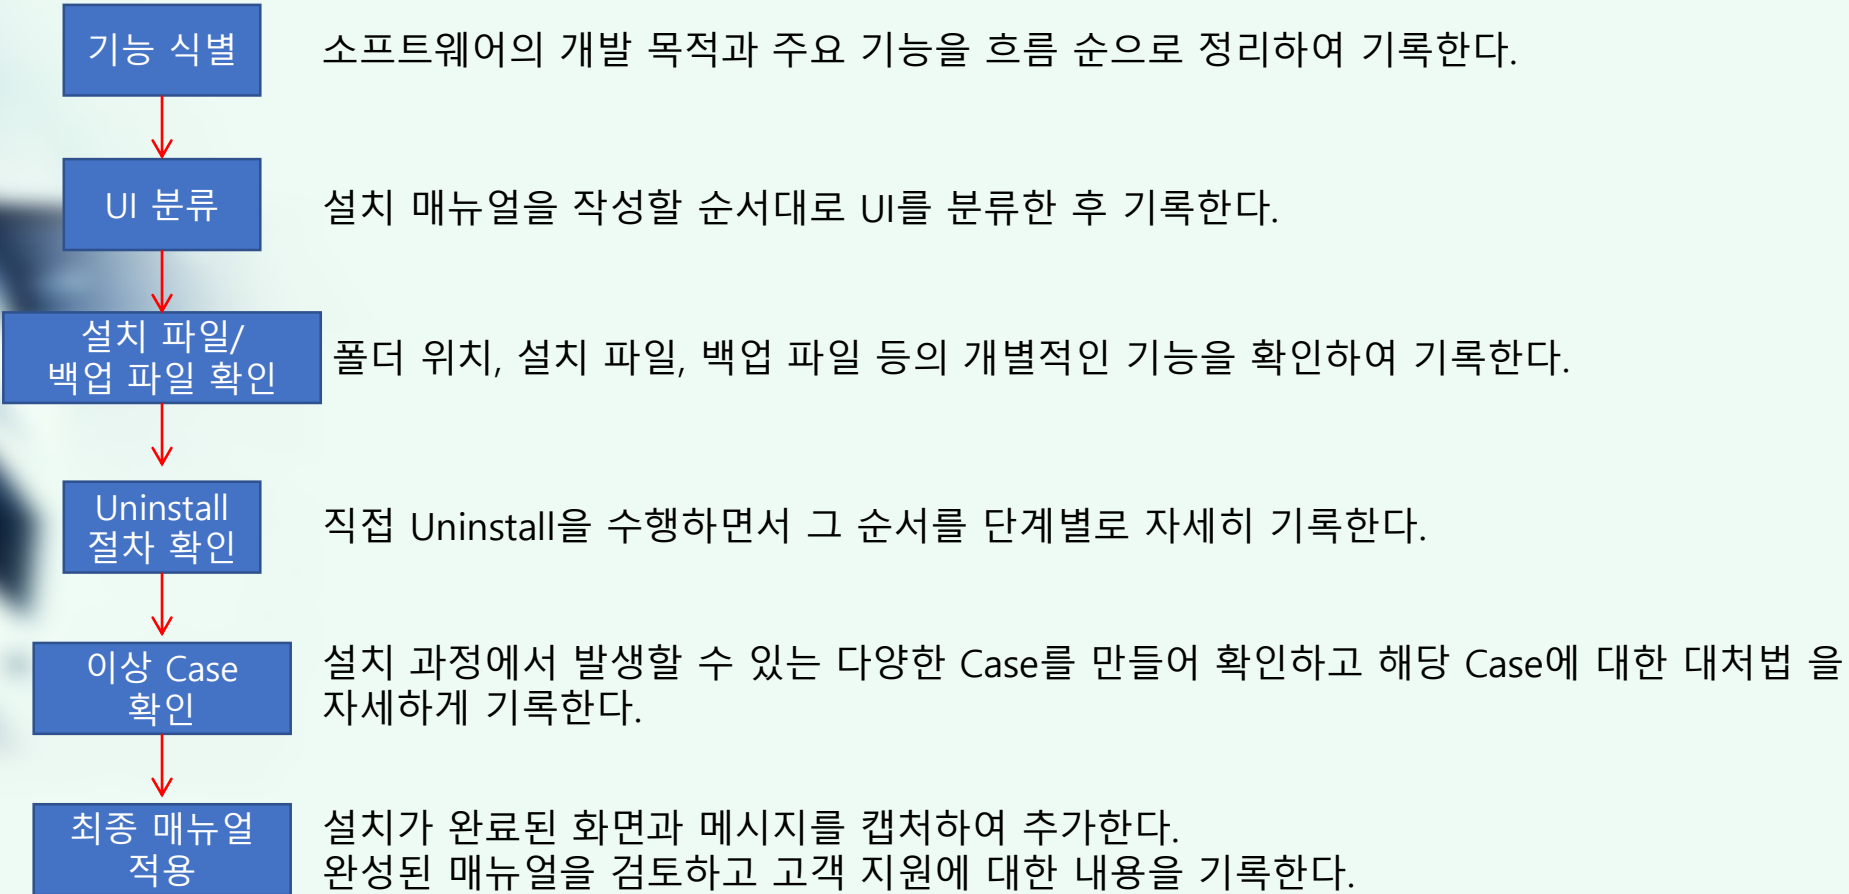 기능 식별
소프트웨어의 개발 목적과 주요 기능을 흐름 순으로 정리하여 기록한다.
UI 분류
설치 매뉴얼을 작성할 순서대로 UI를 분류한 후 기록한다.
설치 파일/
백업 파일 확인
폴더 위치, 설치 파일, 백업 파일 등의 개별적인 기능을 확인하여 기록한다.
Uninstall
절차 확인
직접 Uninstall을 수행하면서 그 순서를 단계별로 자세히 기록한다.
이상 Case
확인
설치 과정에서 발생할 수 있는 다양한 Case를 만들어 확인하고 해당 Case에 대한 대처법 을
자세하게 기록한다.
최종 매뉴얼
적용
설치가 완료된 화면과 메시지를 캡처하여 추가한다.
완성된 매뉴얼을 검토하고 고객 지원에 대한 내용을 기록한다.